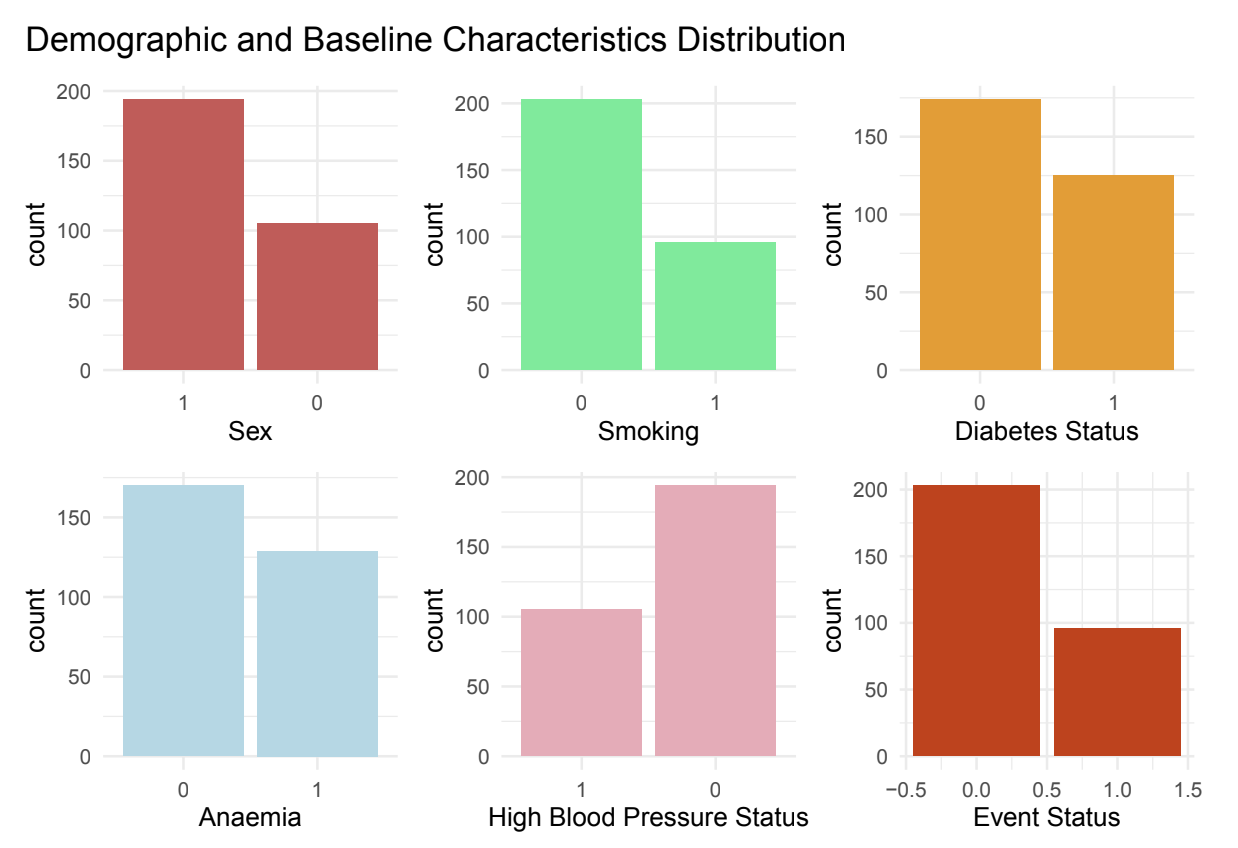 Demographic and Baseline Characteristics Distribution
200
150
100
50
0
count
1 0
Sex
200
150
100
50
0
count
0 1
Smoking
150
100
50
0
count
0 1
Diabetes Status
150
100
50
0
count
0 1
Anaemia
200
150
100
50
0
count
1 0
High Blood Pressure Status
200
150
100
50
0
count
−0.5 0.0 0.5 1.0 1.5
Event Status